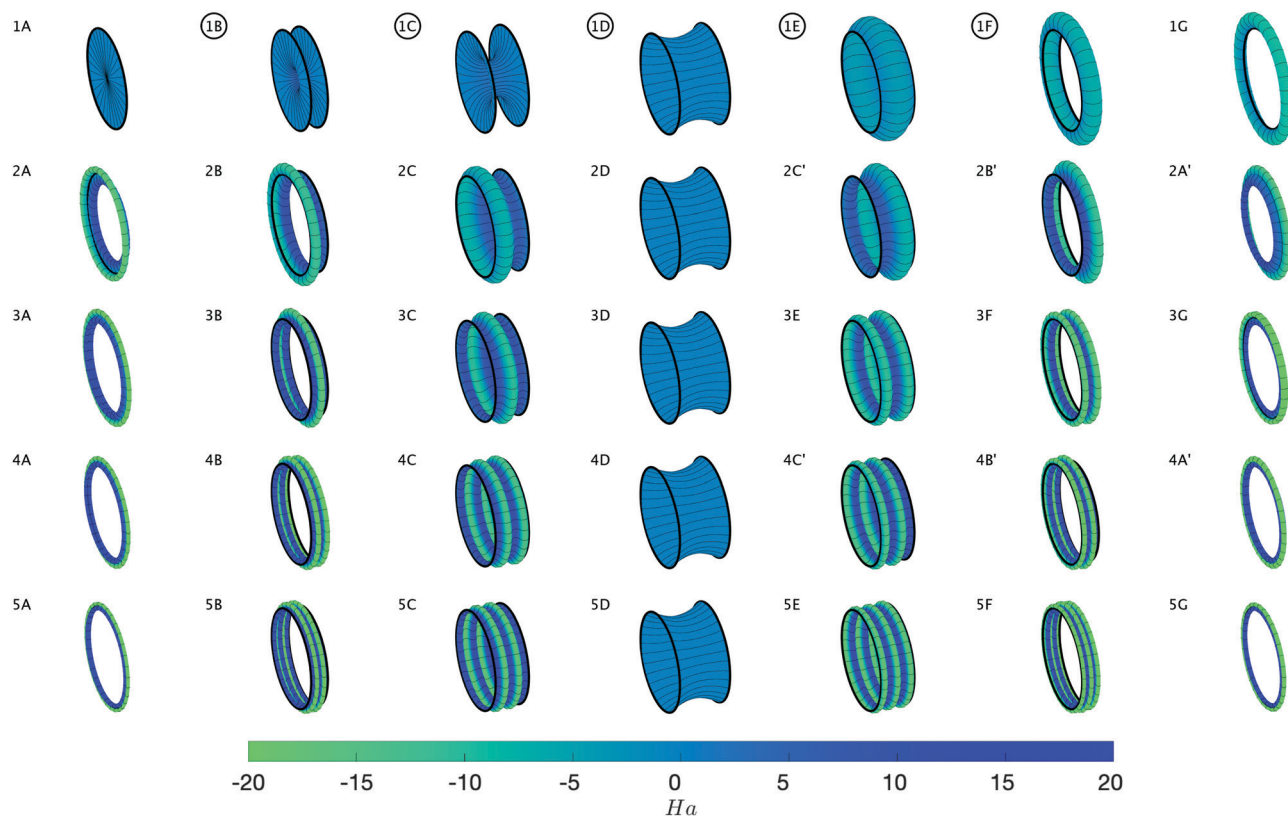 1A 1B 1C 1D 1E 1F 1G
2A 2B 2C 2D 2C' 2B' 2A'
3A 3B 3C 3D 3E 3F 3G
4A 4B 4C 4D 4C' 4B' 4A'
5A 5B 5C 5D 5E 5F 5G
-20 -15 -10 -5 0 5 10 15 20
Ha